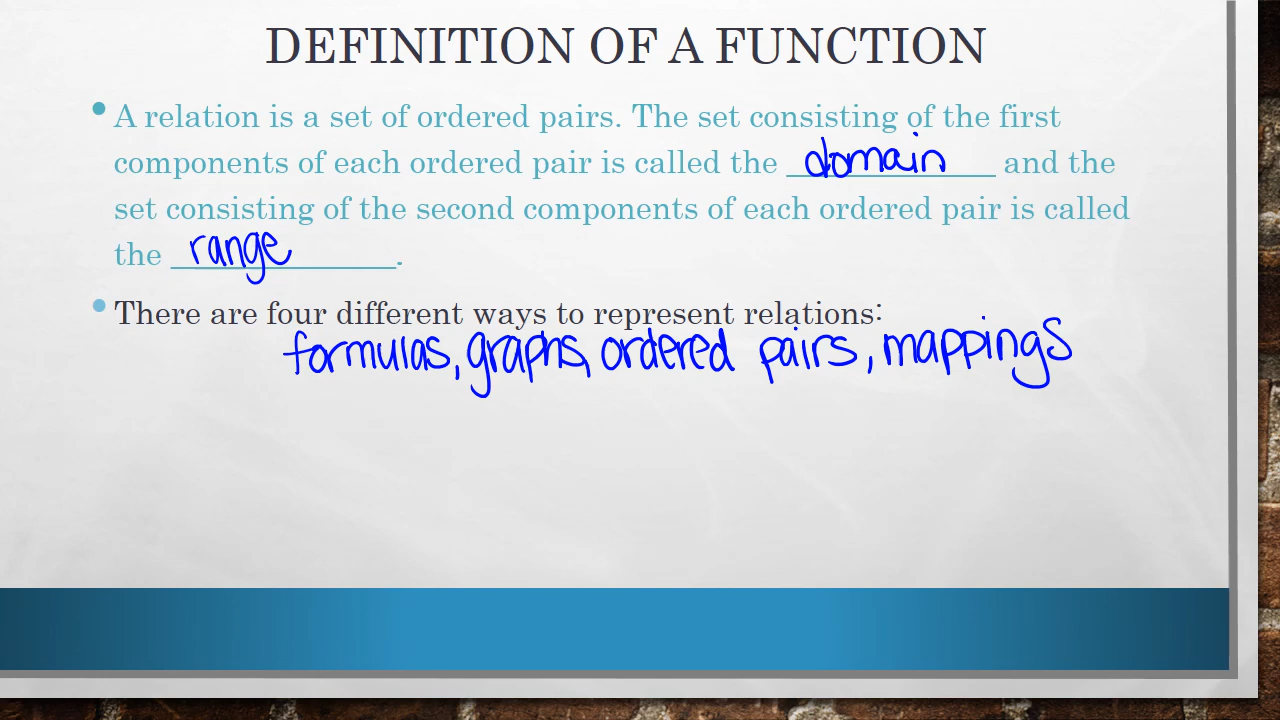 DEFINITION OF A FUNCTION
• A relation is a set of ordered pairs. The set consisting of the first
components of each ordered pair is called the domain and the
set consisting of the second components of each ordered pair is called
the range.
• There are four different ways to represent relations:
formulas, graphs, ordered pairs, mappings